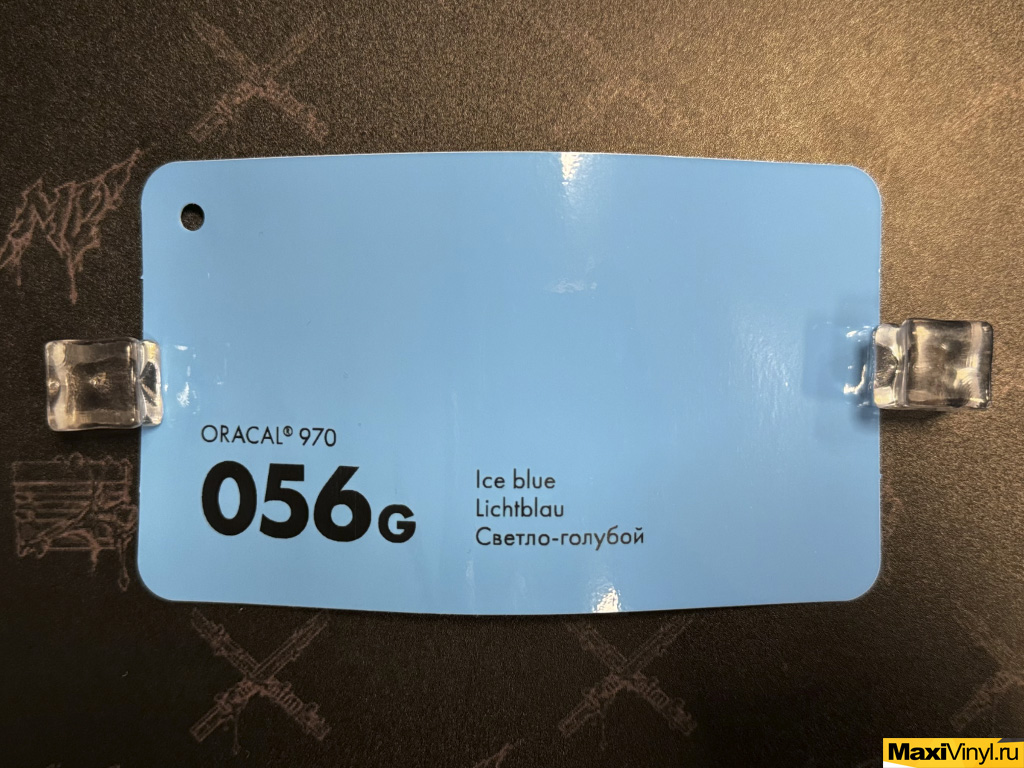 ORACAL® 970
056G
Ice blue
Lichtblau
Светло-голубой
MaxiVinyl.ru